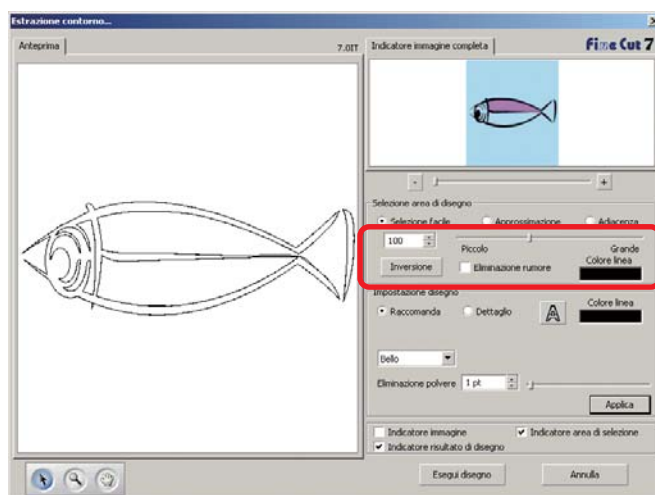 Estrazione contorno...
Anteprima
7.0IT
Indicatore immagine completa
Fine Cut 7
- +
Selezione area di disegno
Selezione facile Approssimazione Adiacenza
100
Piccolo Grande
Inversione Eliminazione rumore Colore linea
Impostazione disegno
Raccomanda Dettaglio A Colore linea
Bello
Eliminazione polvere 1 pt
Applica
Indicatore immagine Indicatore area di selezione
Indicatore risultato di disegno
Esegui disegno Annulla